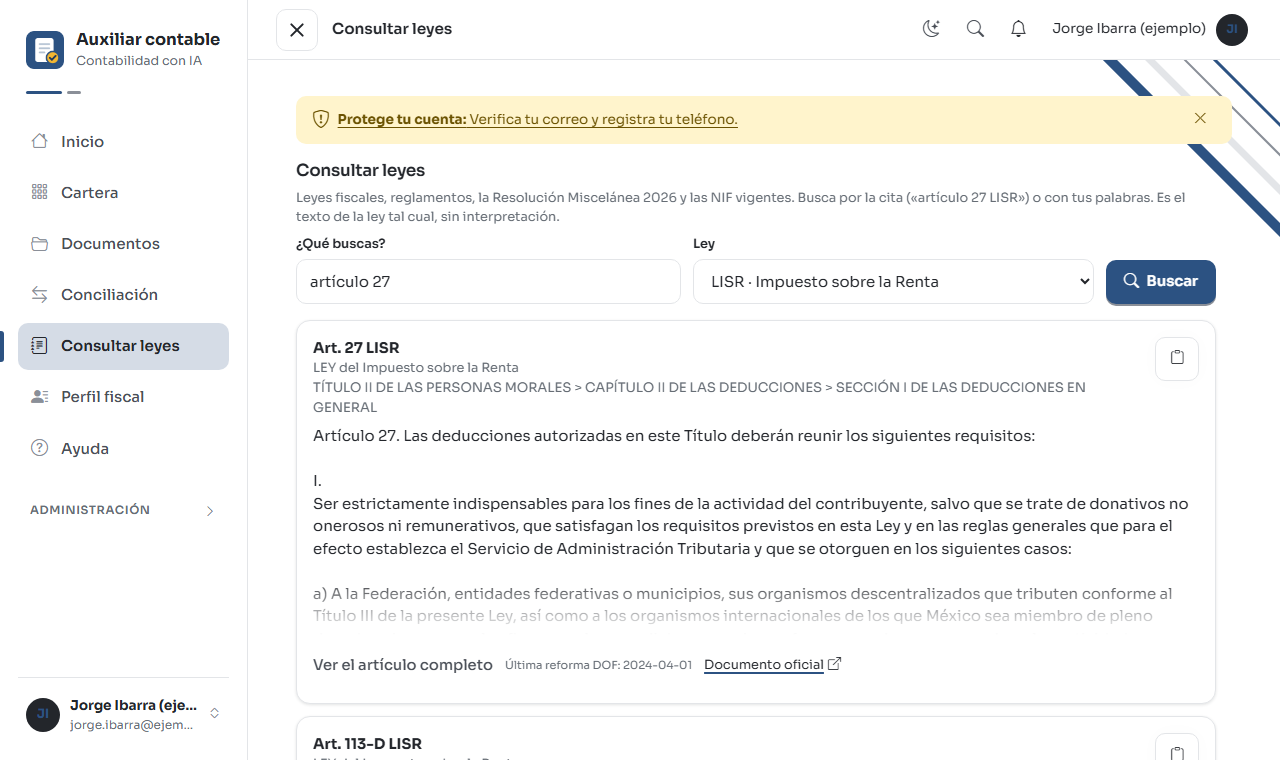 Auxiliar contable
Contabilidad con IA
Inicio
Cartera
Documentos
Conciliación
Consultar leyes
Perfil fiscal
Ayuda
ADMINISTRACIÓN
JI
Jorge Ibarra (eje...
jorge.ibarra@ejem...
Consultar leyes
Jorge Ibarra (ejemplo)
JI
Protege tu cuenta: Verifica tu correo y registra tu teléfono.
Consultar leyes
Leyes fiscales, reglamentos, la Resolución Miscelánea 2026 y las NIF vigentes. Busca por la cita («artículo 27 LISR») o con tus palabras. Es el
texto de la ley tal cual, sin interpretación.
¿Qué buscas?
Ley
artículo 27
LISR · Impuesto sobre la Renta
Buscar
Art. 27 LISR
LEY del Impuesto sobre la Renta
TÍTULO II DE LAS PERSONAS MORALES > CAPÍTULO II DE LAS DEDUCCIONES > SECCIÓN I DE LAS DEDUCCIONES EN
GENERAL
Artículo 27. Las deducciones autorizadas en este Título deberán reunir los siguientes requisitos:
I.
Ser estrictamente indispensables para los fines de la actividad del contribuyente, salvo que se trate de donativos no
onerosos ni remunerativos, que satisfagan los requisitos previstos en esta Ley y en las reglas generales que para el
efecto establezca el Servicio de Administración Tributaria y que se otorguen en los siguientes casos:
a) A la Federación, entidades federativas o municipios, sus organismos descentralizados que tributen conforme al
Título III de la presente Ley, así como a los organismos internacionales de los que México sea miembro de pleno
Ver el artículo completo
Última reforma DOF: 2024-04-01
Documento oficial
Art. 113-D LISR